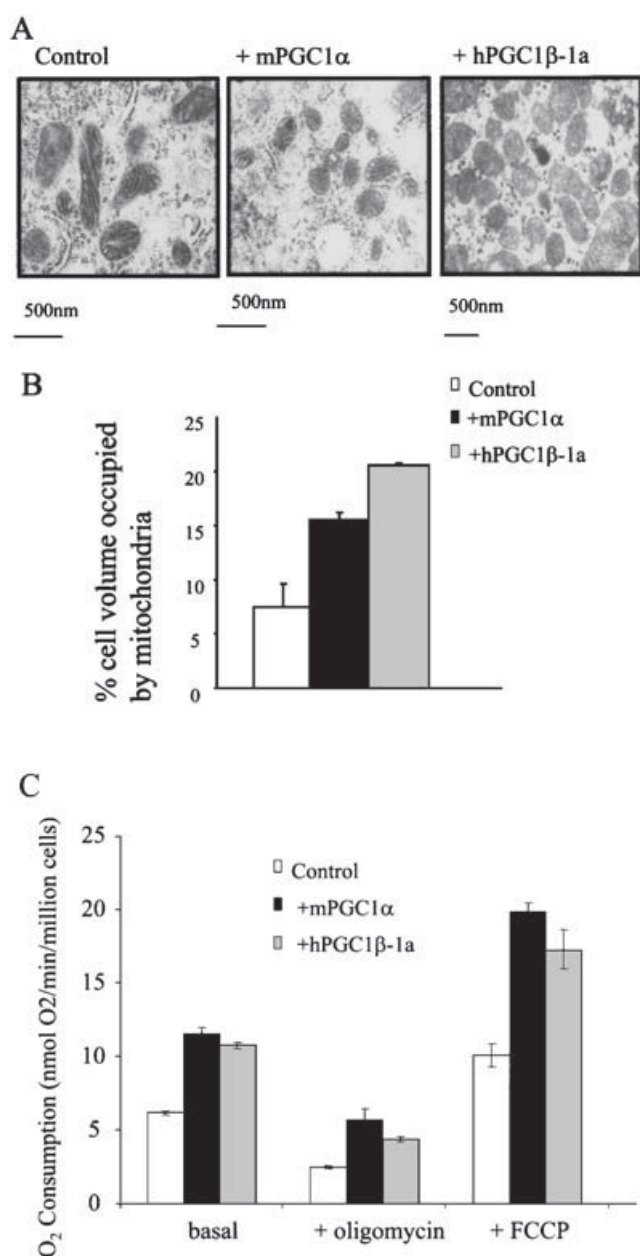 A
Control
+ mPGC1α
+ hPGC1β-1a
500nm
500nm
500nm
B
Control
+mPGC1α
+hPGC1β-1a
% cell volume occupied
by mitochondria
25
20
15
10
5
0
C
O2 Consumption (nmol O2/min/million cells)
25
20
15
10
5
0
Control
+mPGC1α
+hPGC1β-1a
basal
+ oligomycin
+ FCCP